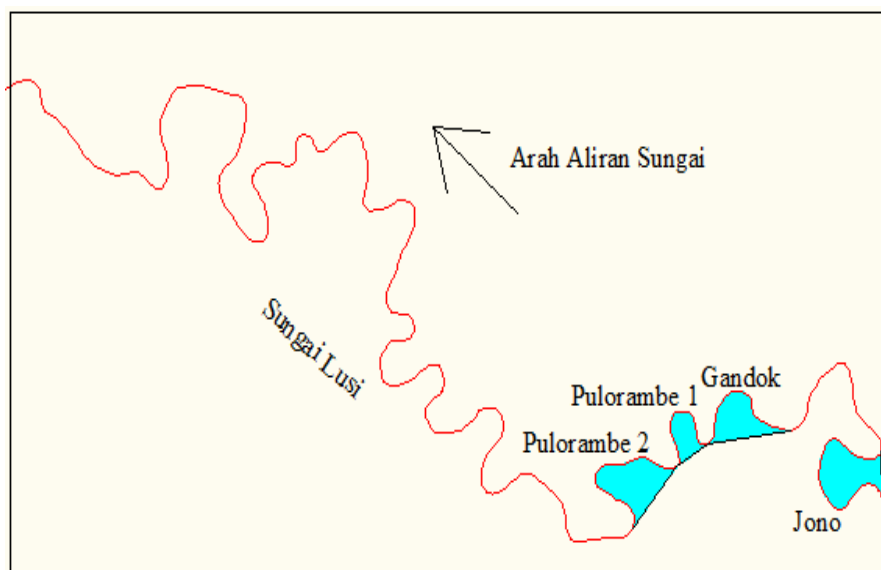 Arah Aliran Sungai
Sungai Lusi
Gandok
Pulorambe 1
Pulorambe 2
Jono